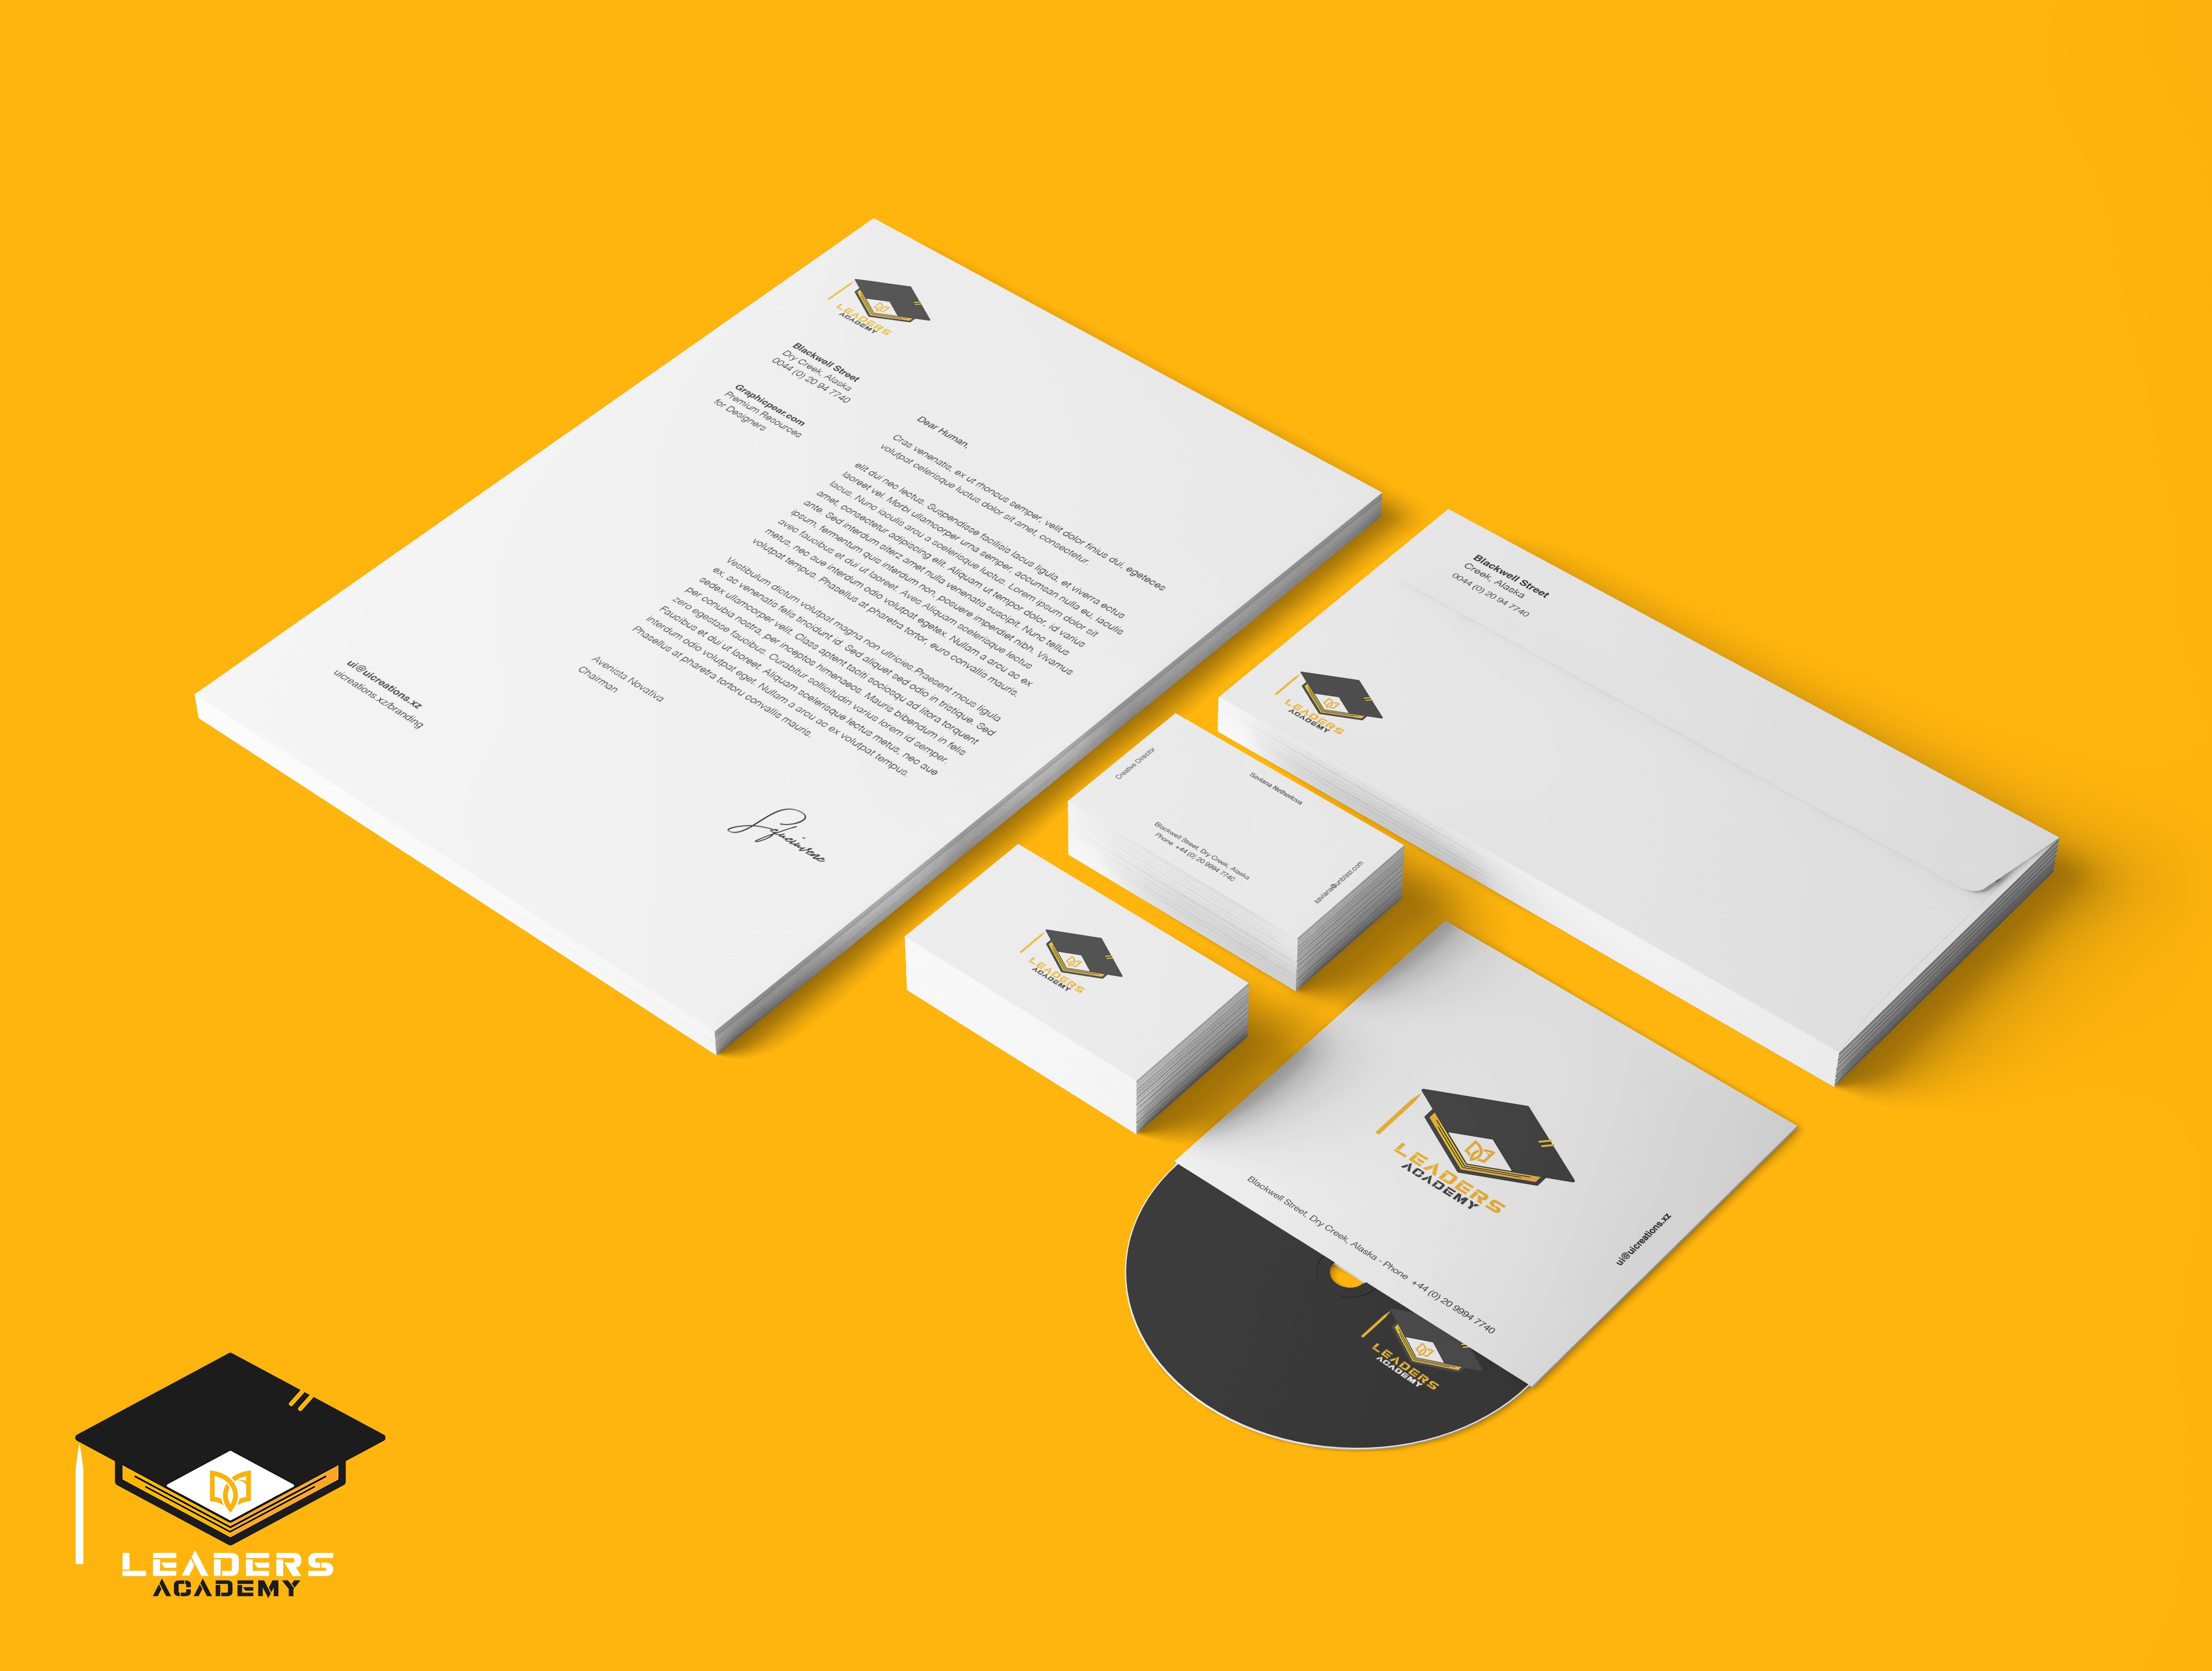 LEADERS
ACADEMY
Blackwell Street
Dry Creek, Alaska
0044 (0) 20 94 7740
Graphicpear.com
Premium Resources
for Designers
Dear Human,
Cras venenatis, ex ut rhoncus semper, velit dolor finius dui, egeteces
volutpat celerisque luctus dolor sit amet, consectetur.
elit dui nec lectus. Suspendisse facilisis lacus ligula, et viverra ectus
laoreet vel. Morbi ullamcorper urna semper, accumsan nulla eu, iaculis
lacus. Nunc iaculis arcu a scelerisque luctus. Lorem ipsum dolor sit
amet, consectetur adipiscing elit. Aliquam ut tempor dolor, id varius
ante. Sed interdum siterz amet nulla venenatis suscipit. Nunc tellus
ipsum, fermentum quis interdum non, posuere imperdiet nibh. Vivamus
avec faucibus et dui ut laoreet. Aves Aliquam scelerisque lectus
metus, nec aue interdum odio volutpat egetex. Nullam a arcu ac ex
volutpat tempus. Phasellus at pharetra tortor, euro convallis mauris.
Vestibulum dictum volutpat magna non ultricies.Praesent rncus ligula
ex, ac venenatis felis tincidunt id. Sed aliquet sed odio in tristique. Sed
sedex ullamcorper velit. Class aptent taciti sociosqu ad litora torquent
per conubia nostra, per inceptos himenaeos. Mauris bibendum in felis
zero egestase faucibus. Curabitur sollicitudin varius lorem id semper.
Faucibus et dui ut laoreet. Aliquam scelerisque lectus metus, nec aue
interdum odio volutpat eget. Nullam a arcu ac ex volutpat tempus.
Phasellus at pharetra tortoru convallis mauris.
Avenista Novativa
Chairman
ui@uicreations.xz
uicreations.xz/branding
Blackwell Street
Creek, Alaska
0044 (0) 20 94 7740
LEADERS
ACADEMY
Creative Director
Saviana Netherlova
Blackwell Street, Dry Creek, Alaska
Phone +44 (0) 20 9994 7740
saviana@unblast.com
LEADERS
ACADEMY
LEADERS
ACADEMY
Blackwell Street, Dry Creek, Alaska - Phone +44 (0) 20 9994 7740
ui@uicreations.xz
LEADERS
ACADEMY
LEADERS
ACADEMY